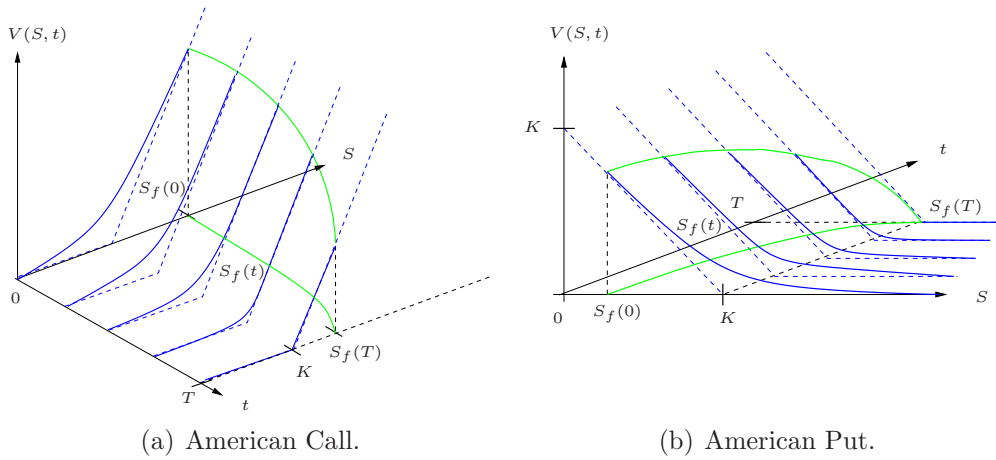 V(S, t)
S
S_f(0)
S_f(t)
0
S_f(T)
K
T
t
(a) American Call.
V(S, t)
K
t
T
S_f(t)
S_f(T)
0
S_f(0)
K
S
(b) American Put.